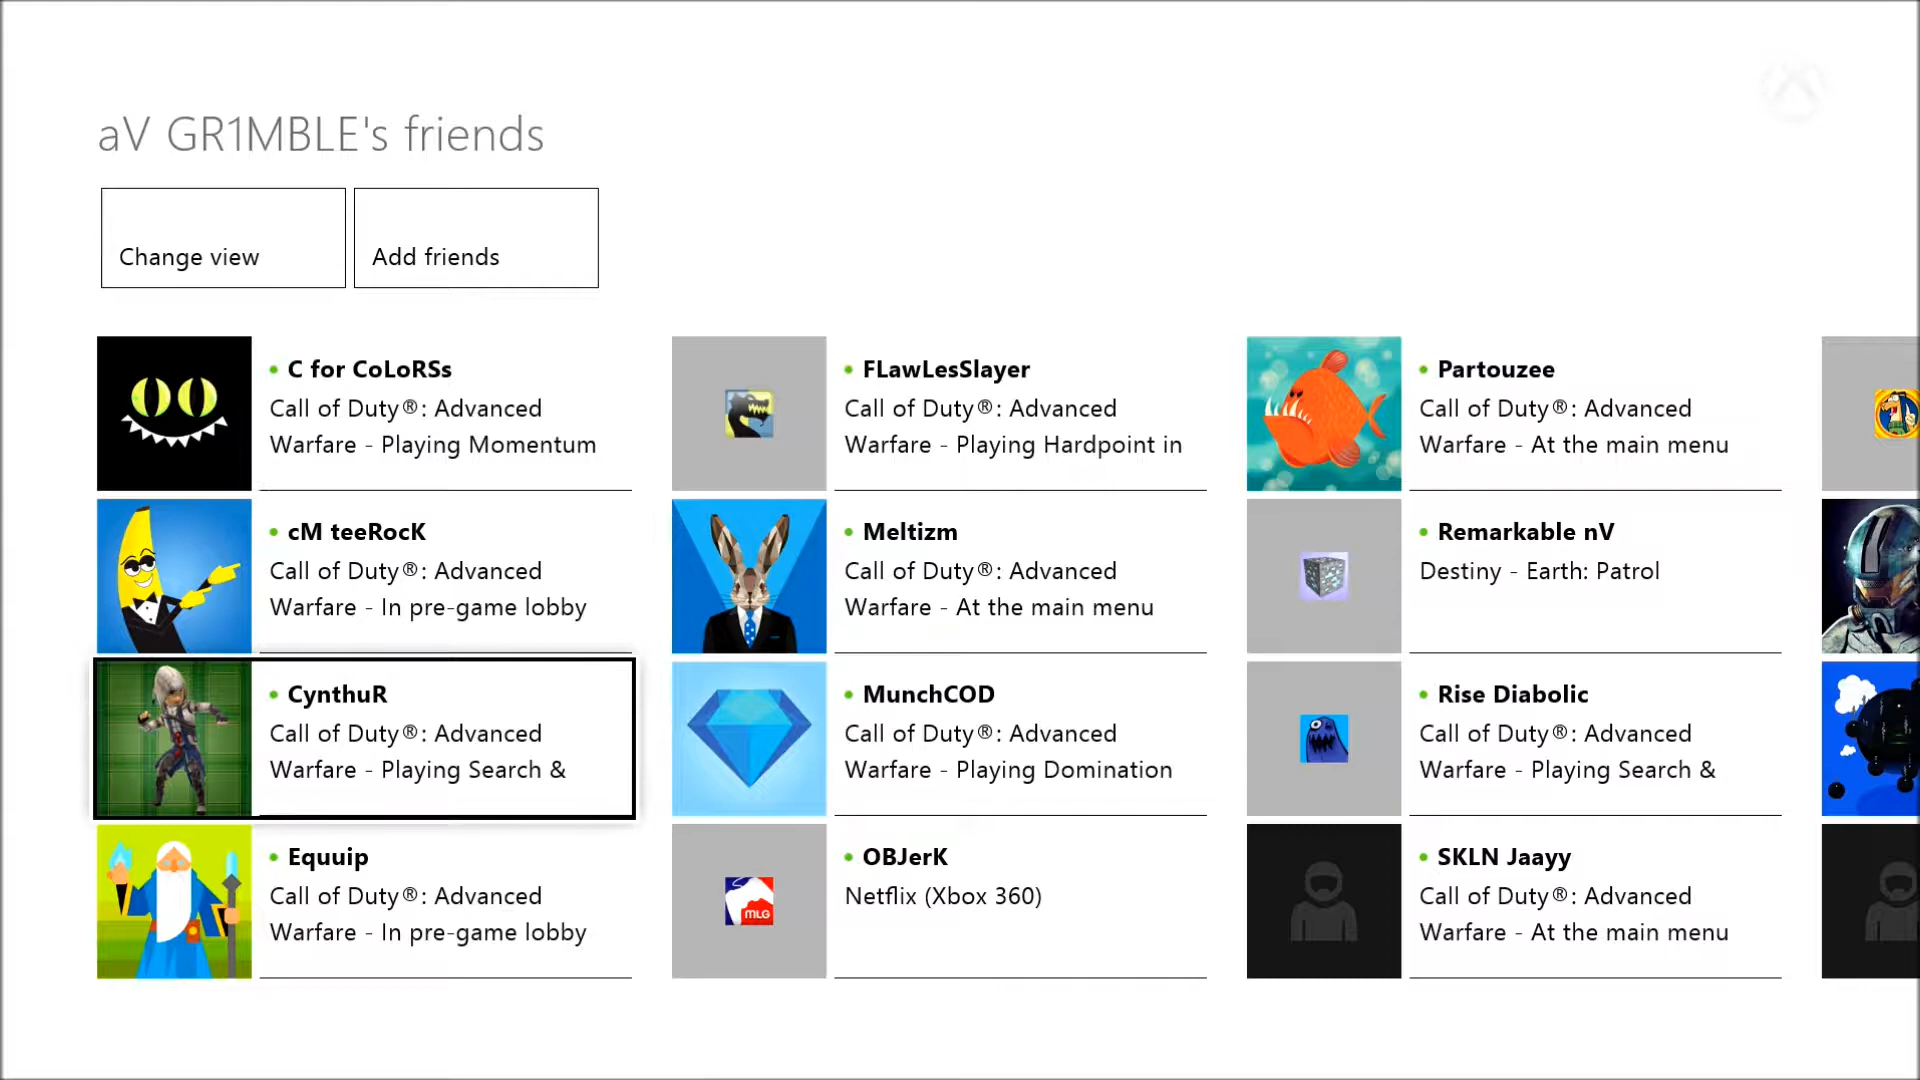 aV GR1MBLE's friends
Change view
Add friends
C for CoLoRSs
Call of Duty®: Advanced
Warfare - Playing Momentum
cM teeRocK
Call of Duty®: Advanced
Warfare - In pre-game lobby
CynthuR
Call of Duty®: Advanced
Warfare - Playing Search &
Equuip
Call of Duty®: Advanced
Warfare - In pre-game lobby
FLawLesSlayer
Call of Duty®: Advanced
Warfare - Playing Hardpoint in
Meltizm
Call of Duty®: Advanced
Warfare - At the main menu
MunchCOD
Call of Duty®: Advanced
Warfare - Playing Domination
MLG
OBJerK
Netflix (Xbox 360)
Partouzee
Call of Duty®: Advanced
Warfare - At the main menu
Remarkable nV
Destiny - Earth: Patrol
Rise Diabolic
Call of Duty®: Advanced
Warfare - Playing Search &
SKLN Jaayy
Call of Duty®: Advanced
Warfare - At the main menu